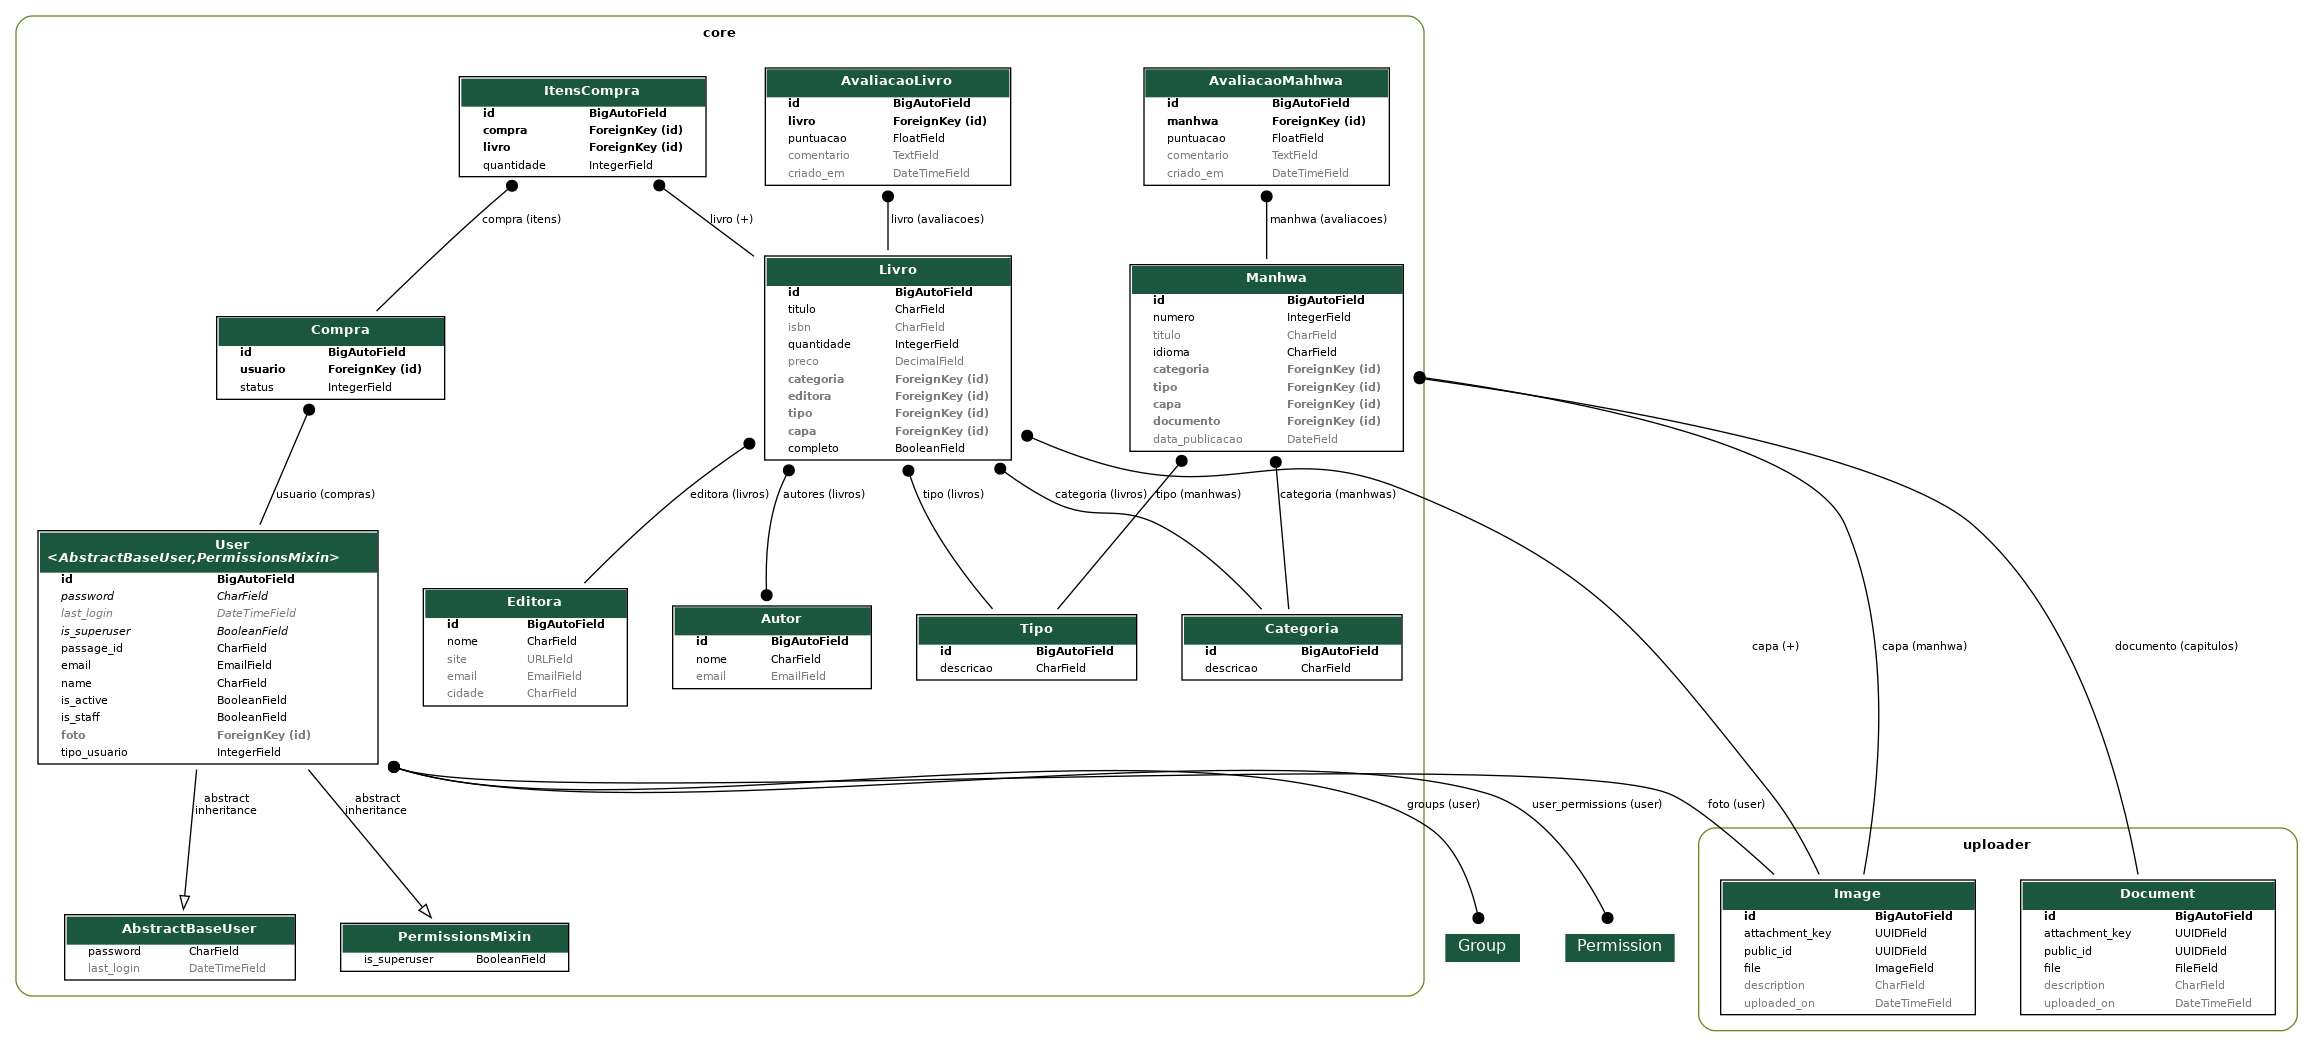 core
ItensCompra
id BigAutoField
compra ForeignKey (id)
livro ForeignKey (id)
quantidade IntegerField
AvaliacaoLivro
id BigAutoField
livro ForeignKey (id)
puntuacao FloatField
comentario TextField
criado_em DateTimeField
AvaliacaoMahhwa
id BigAutoField
manhwa ForeignKey (id)
puntuacao FloatField
comentario TextField
criado_em DateTimeField
compra (itens)
livro (+)
livro (avaliacoes)
manhwa (avaliacoes)
Compra
id BigAutoField
usuario ForeignKey (id)
status IntegerField
Livro
id BigAutoField
titulo CharField
isbn CharField
quantidade IntegerField
preco DecimalField
categoria ForeignKey (id)
editora ForeignKey (id)
tipo ForeignKey (id)
capa ForeignKey (id)
completo BooleanField
Manhwa
id BigAutoField
numero IntegerField
titulo CharField
idioma CharField
categoria ForeignKey (id)
tipo ForeignKey (id)
capa ForeignKey (id)
documento ForeignKey (id)
data_publicacao DateField
usuario (compras)
editora (livros)
autores (livros)
tipo (livros)
categoria (livros)
tipo (manhwas)
categoria (manhwas)
User
<AbstractBaseUser,PermissionsMixin>
id BigAutoField
password CharField
last_login DateTimeField
is_superuser BooleanField
passage_id CharField
email EmailField
name CharField
is_active BooleanField
is_staff BooleanField
foto ForeignKey (id)
tipo_usuario IntegerField
Editora
id BigAutoField
nome CharField
site URLField
email EmailField
cidade CharField
Autor
id BigAutoField
nome CharField
email EmailField
Tipo
id BigAutoField
descricao CharField
Categoria
id BigAutoField
descricao CharField
capa (+)
capa (manhwa)
documento (capitulos)
abstract
inheritance
abstract
inheritance
groups (user)
user_permissions (user)
foto (user)
AbstractBaseUser
password CharField
last_login DateTimeField
PermissionsMixin
is_superuser BooleanField
Group
Permission
uploader
Image
id BigAutoField
attachment_key UUIDField
public_id UUIDField
file ImageField
description CharField
uploaded_on DateTimeField
Document
id BigAutoField
attachment_key UUIDField
public_id UUIDField
file FileField
description CharField
uploaded_on DateTimeField